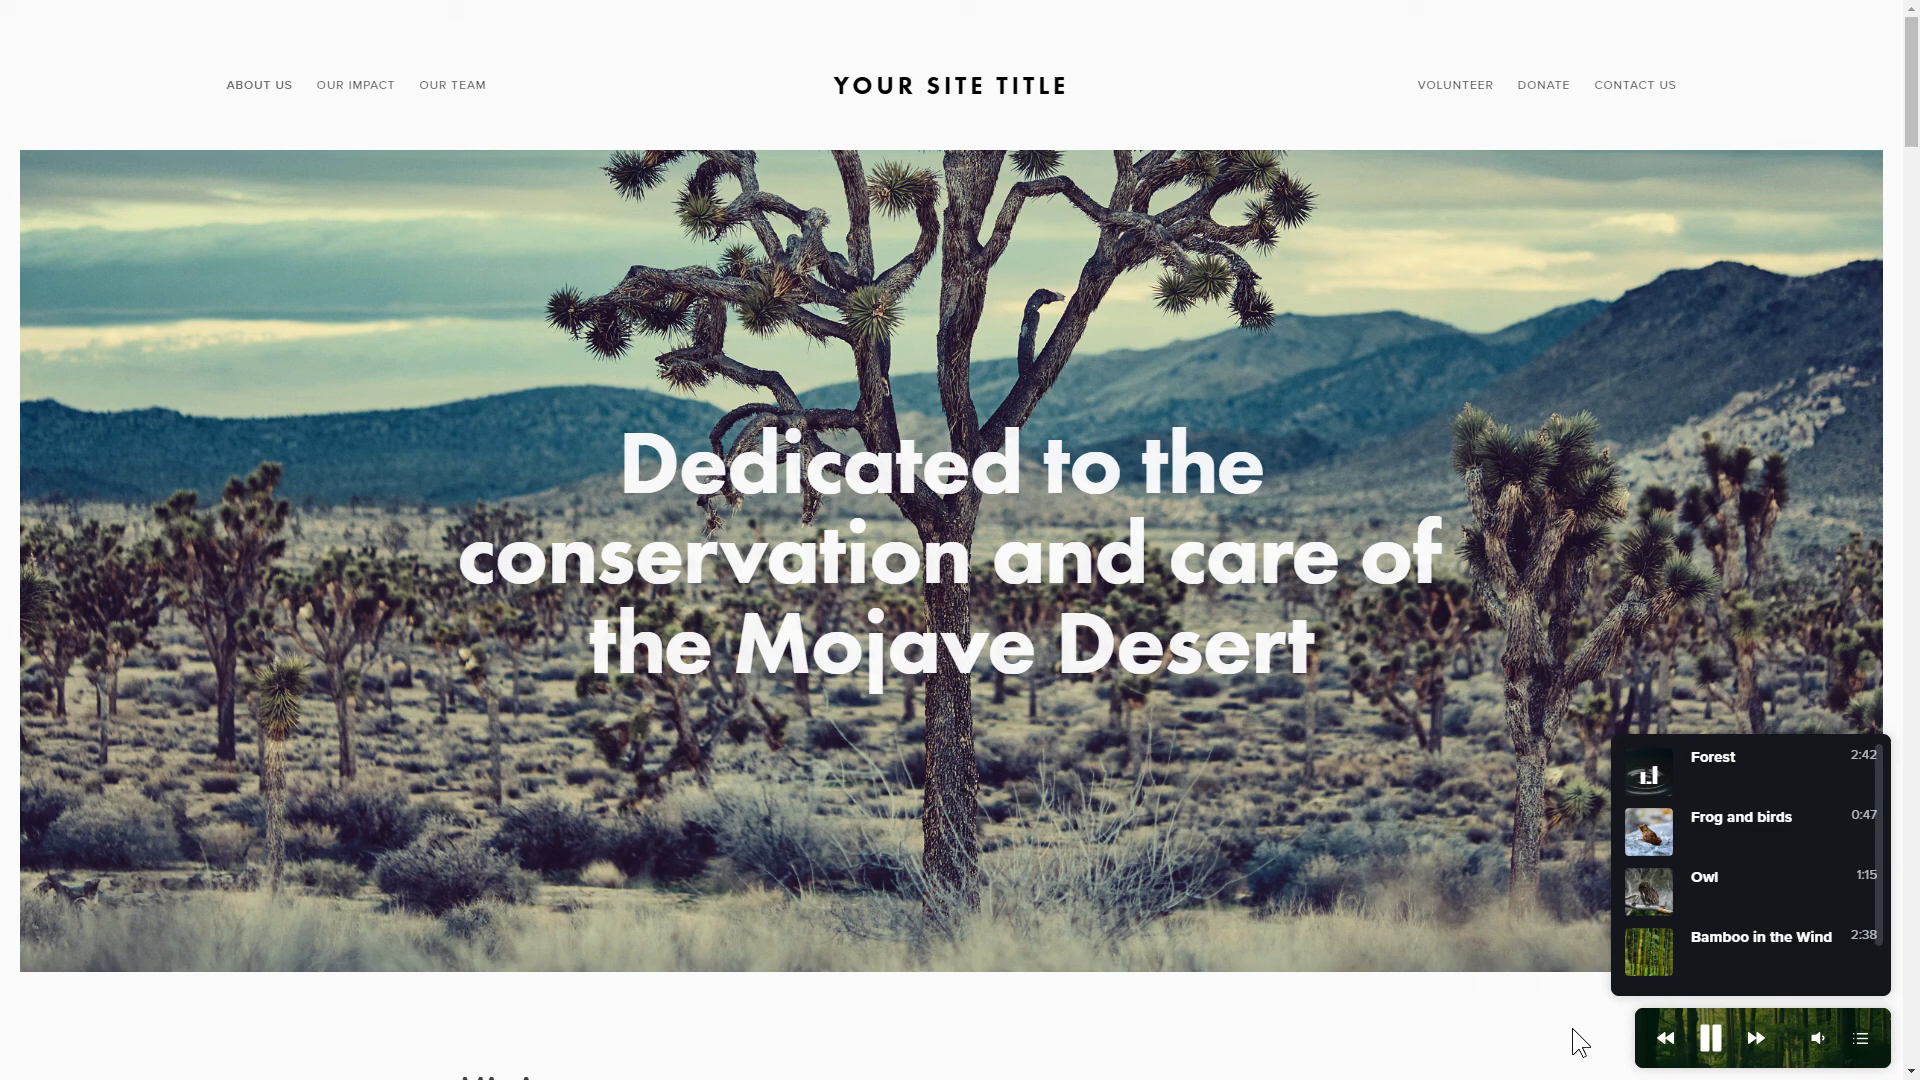 ABOUT US OUR IMPACT OUR TEAM
YOUR SITE TITLE
VOLUNTEER DONATE CONTACT US
Dedicated to the
conservation and care of
the Mojave Desert
Forest 2:42
Frog and birds 0:47
Owl 1:15
Bamboo in the Wind 2:38